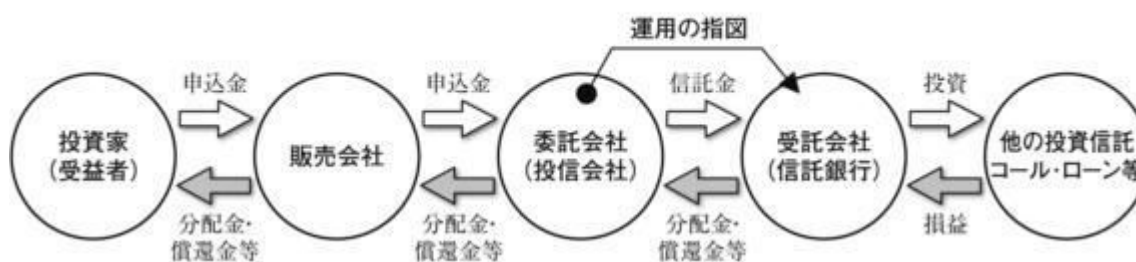 運用の指図
申込金
申込金
信託金
投資
投資家
(受益者)
販売会社
委託会社
(投信会社)
受託会社
(信託銀行)
他の投資信託
コール・ローン等
分配金・
償還金等
分配金・
償還金等
分配金・
償還金等
損益